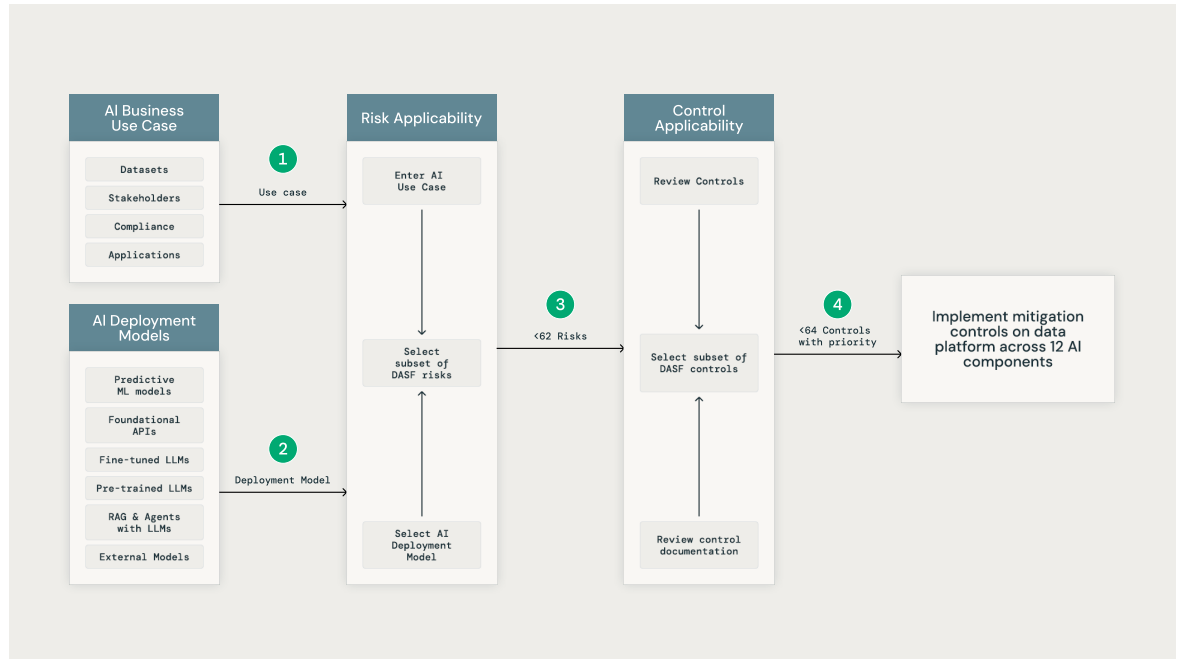 AI Business
Use Case
Datasets
Stakeholders
Compliance
Applications
AI Deployment
Models
Predictive
ML models
Foundational
APIs
Fine-tuned LLMs
Pre-trained LLMs
RAG & Agents
with LLMs
External Models
1
Use case
2
Deployment Model
Risk Applicability
Enter AI
Use Case
Select
subset of
DASF risks
Select AI
Deployment
Model
3
<62 Risks
Control
Applicability
Review Controls
Select subset of
DASF controls
Review control
documentation
4
<64 Controls
with priority
Implement mitigation
controls on data
platform across 12 AI
components